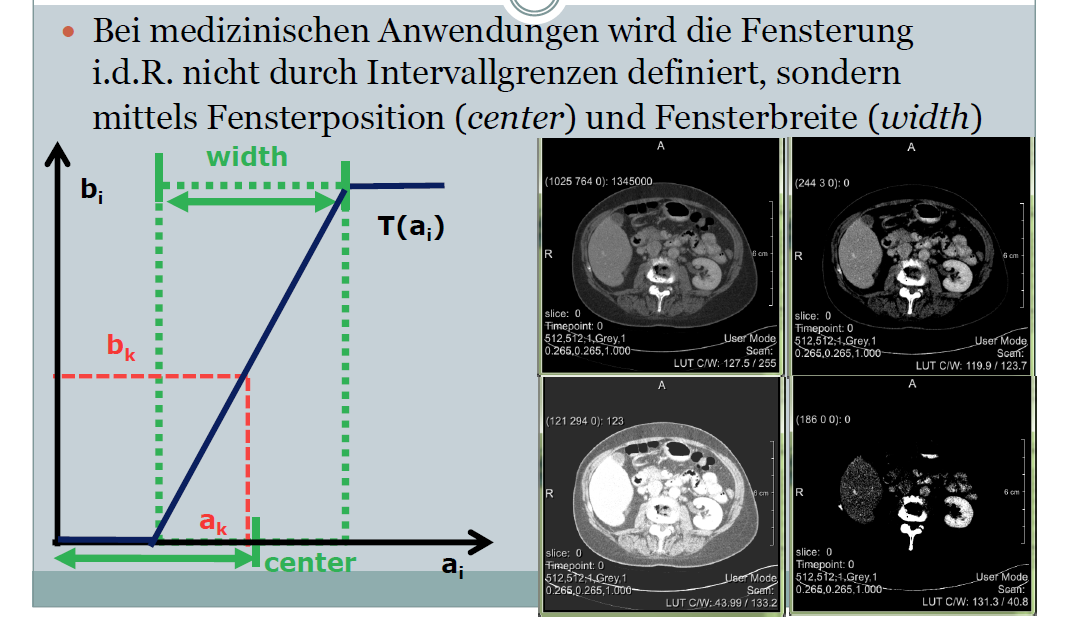 • Bei medizinischen Anwendungen wird die Fensterung
i.d.R. nicht durch Intervallgrenzen definiert, sondern
mittels Fensterposition (center) und Fensterbreite (width)
width
bi
T(ai)
bk
ak
center
ai
A
(1025 764 0): 1345000
R
6 cm
slice: 0
Timepoint: 0
512,512,1,Grey,1
0.265,0.265,1.000
User Mode
Scan:
LUT C/W: 127.5 / 255
A
(244 3 0): 0
R
6 cm
slice: 0
Timepoint: 0
512,512,1,Grey,1
0.265,0.265,1.000
User Mode
Scan:
LUT C/W: 119.9 / 123.7
A
(121 294 0): 123
R
6 cm
slice: 0
Timepoint: 0
512,512,1,Grey,1
0.265,0.265,1.000
User Mode
Scan:
LUT C/W: 43.99 / 133.2
A
(186 0 0): 0
R
6 cm
slice: 0
Timepoint: 0
512,512,1,Grey,1
0.265,0.265,1.000
User Mode
Scan:
LUT C/W: 131.3 / 40.8